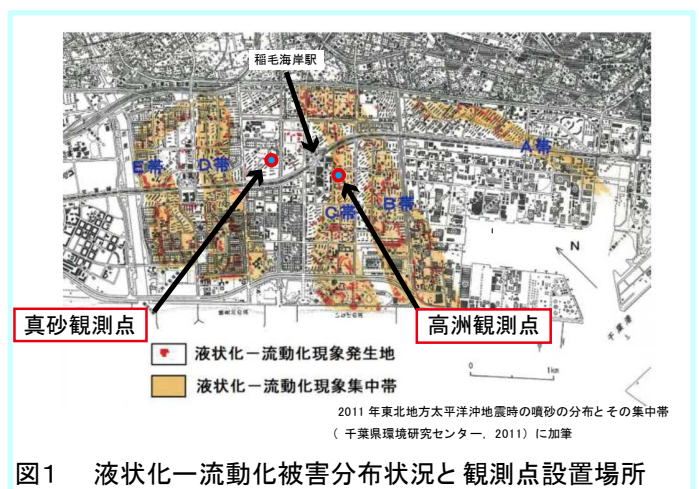 稲毛海岸駅
A帯
E帯
D帯
B帯
C帯
N
真砂観測点
高洲観測点
千葉港
液状化－流動化現象発生地
液状化－流動化現象集中帯
0 1km
2011 年東北地方太平洋沖地震時の噴砂の分布とその集中帯
（ 千葉県環境研究センター，2011）に加筆
図1 液状化ー流動化被害分布状況と 観測点設置場所